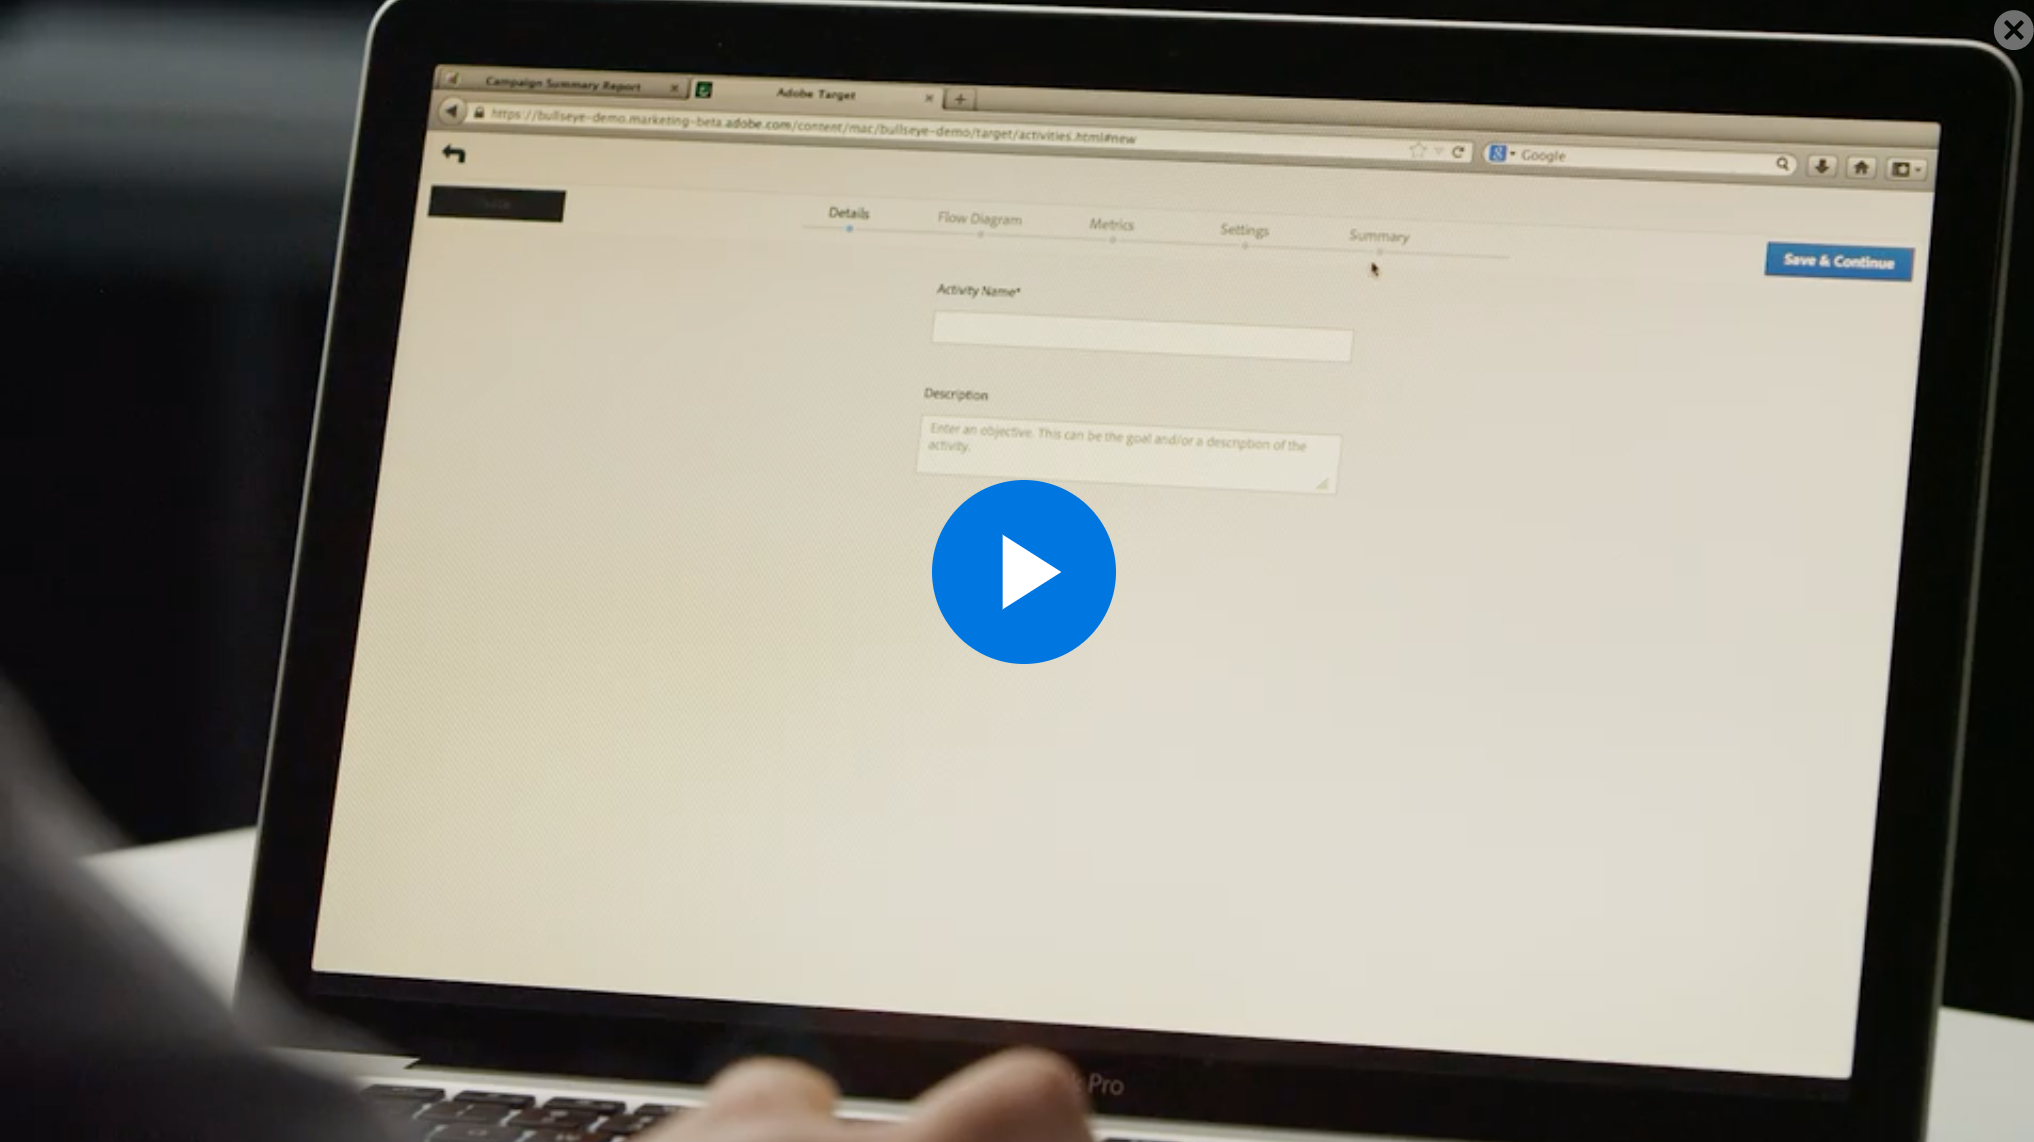 Campaign Summary Report
Adobe Target
https://bullseye-demo.marketing-beta.adobe.com/content/mac/bullseye-demo/target/activities.html#new
Google
Details
Flow Diagram
Metrics
Settings
Summary
Save & Continue
Activity Name*
Description
Enter an objective. This can be the goal and/or a description of the
activity.
Pro